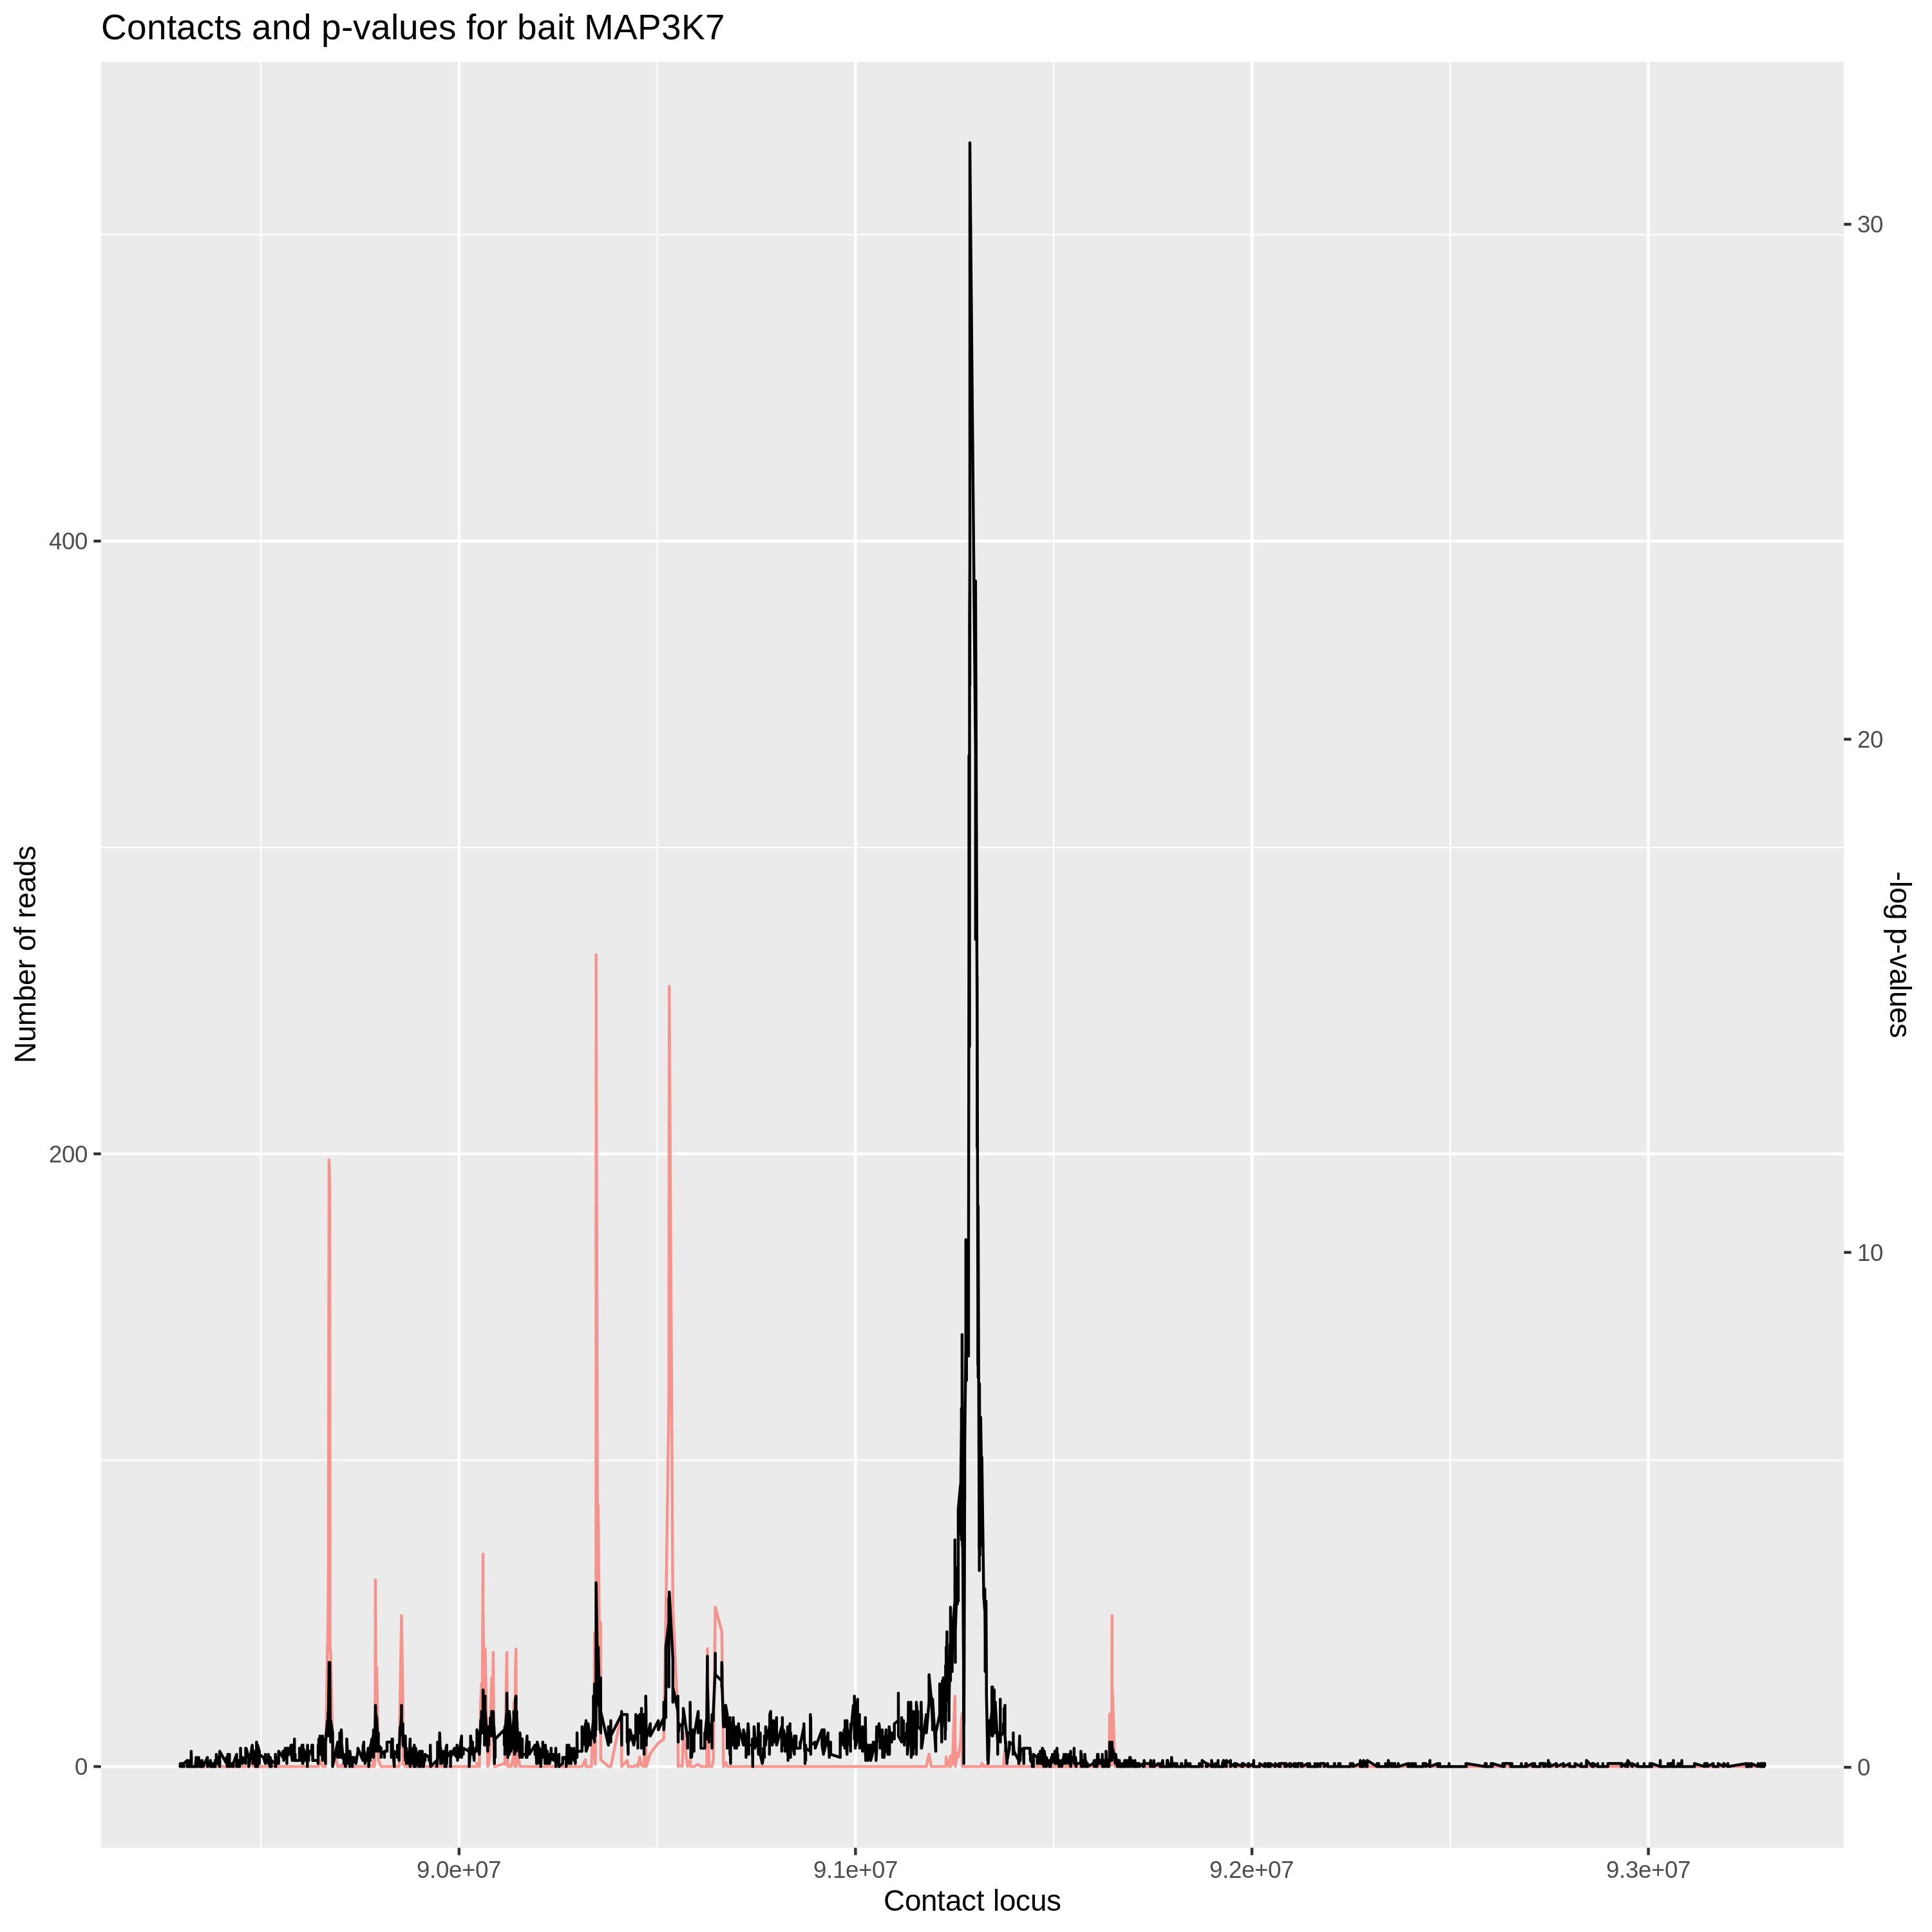 Contacts and p-values for bait MAP3K7
Number of reads
400
200
0
30
20
10
0
-log p-values
9.0e+07
9.1e+07
9.2e+07
9.3e+07
Contact locus